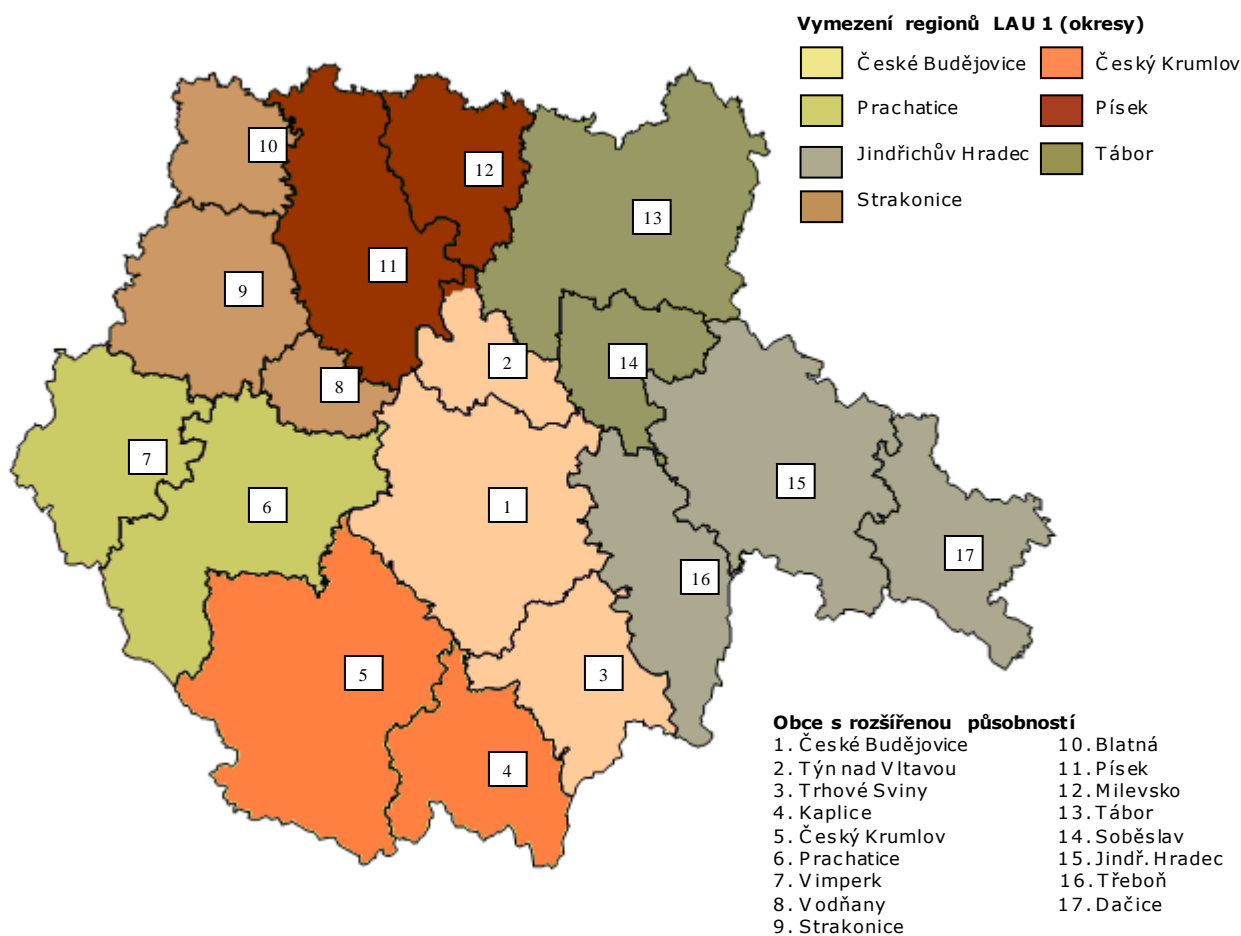 Vymezení regionů LAU 1 (okresy)
České Budějovice
Český Krumlov
Prachatice
Písek
Jindřichův Hradec
Tábor
Strakonice
10
12
13
11
9
2
14
8
7
6
1
15
17
16
5
3
4
Obce s rozšířenou působností
1. České Budějovice
2. Týn nad Vltavou
3. Trhové Sviny
4. Kaplice
5. Český Krumlov
6. Prachatice
7. Vimperk
8. Vodňany
9. Strakonice
10. Blatná
11. Písek
12. Milevsko
13. Tábor
14. Soběslav
15. Jindř. Hradec
16. Třeboň
17. Dačice